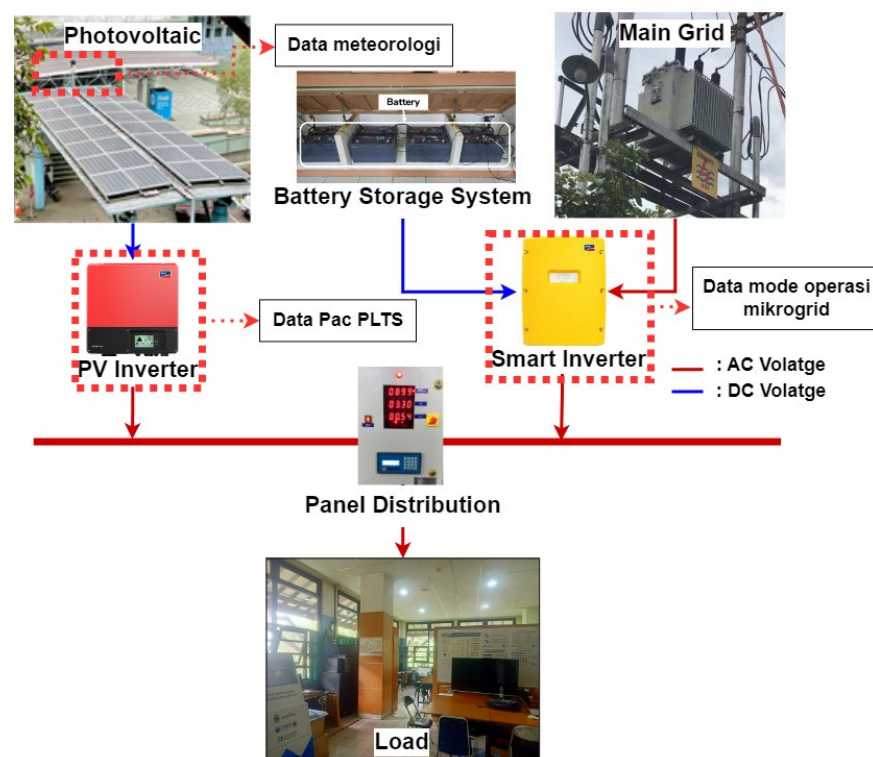 Photovoltaic
Data meteorologi
Main Grid
Battery
Battery Storage System
Data Pac PLTS
Data mode operasi
mikrogrid
PV Inverter
Smart Inverter
: AC Volatge
: DC Volatge
Panel Distribution
Load